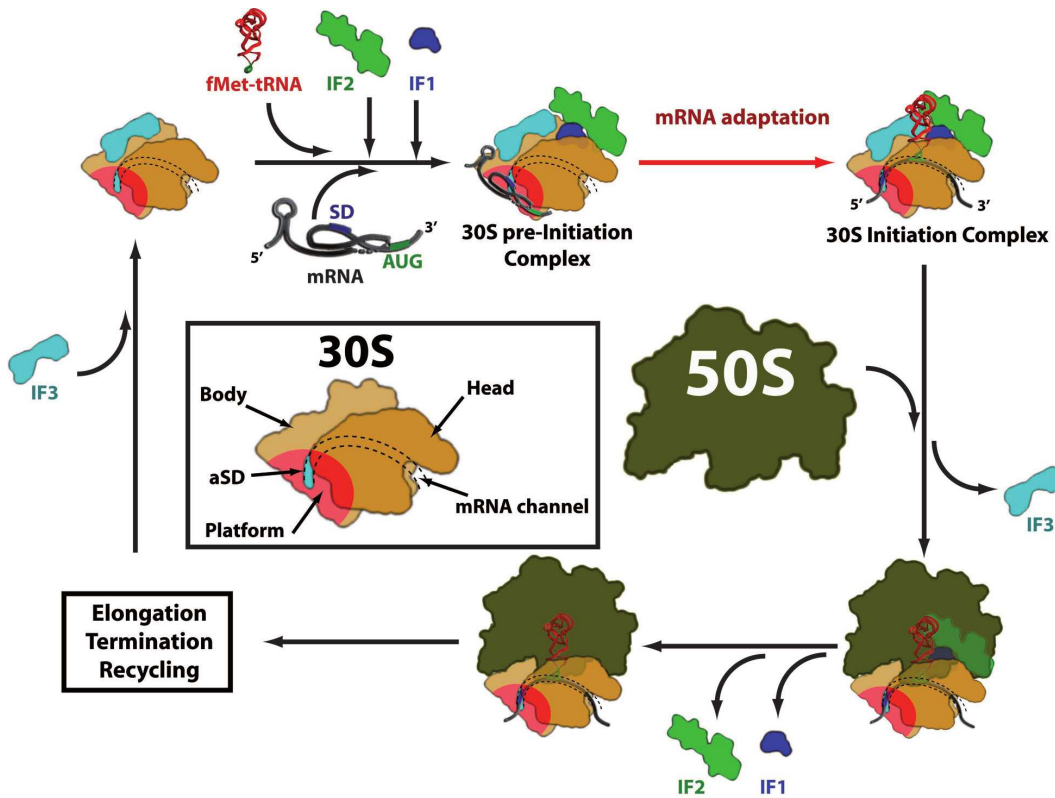 fMet-tRNA
IF2
IF1
mRNA adaptation
SD
5′
3′
AUG
mRNA
30S pre-Initiation
Complex
5′
3′
30S Initiation Complex
IF3
30S
Body
Head
aSD
mRNA channel
Platform
50S
IF3
Elongation
Termination
Recycling
IF2
IF1